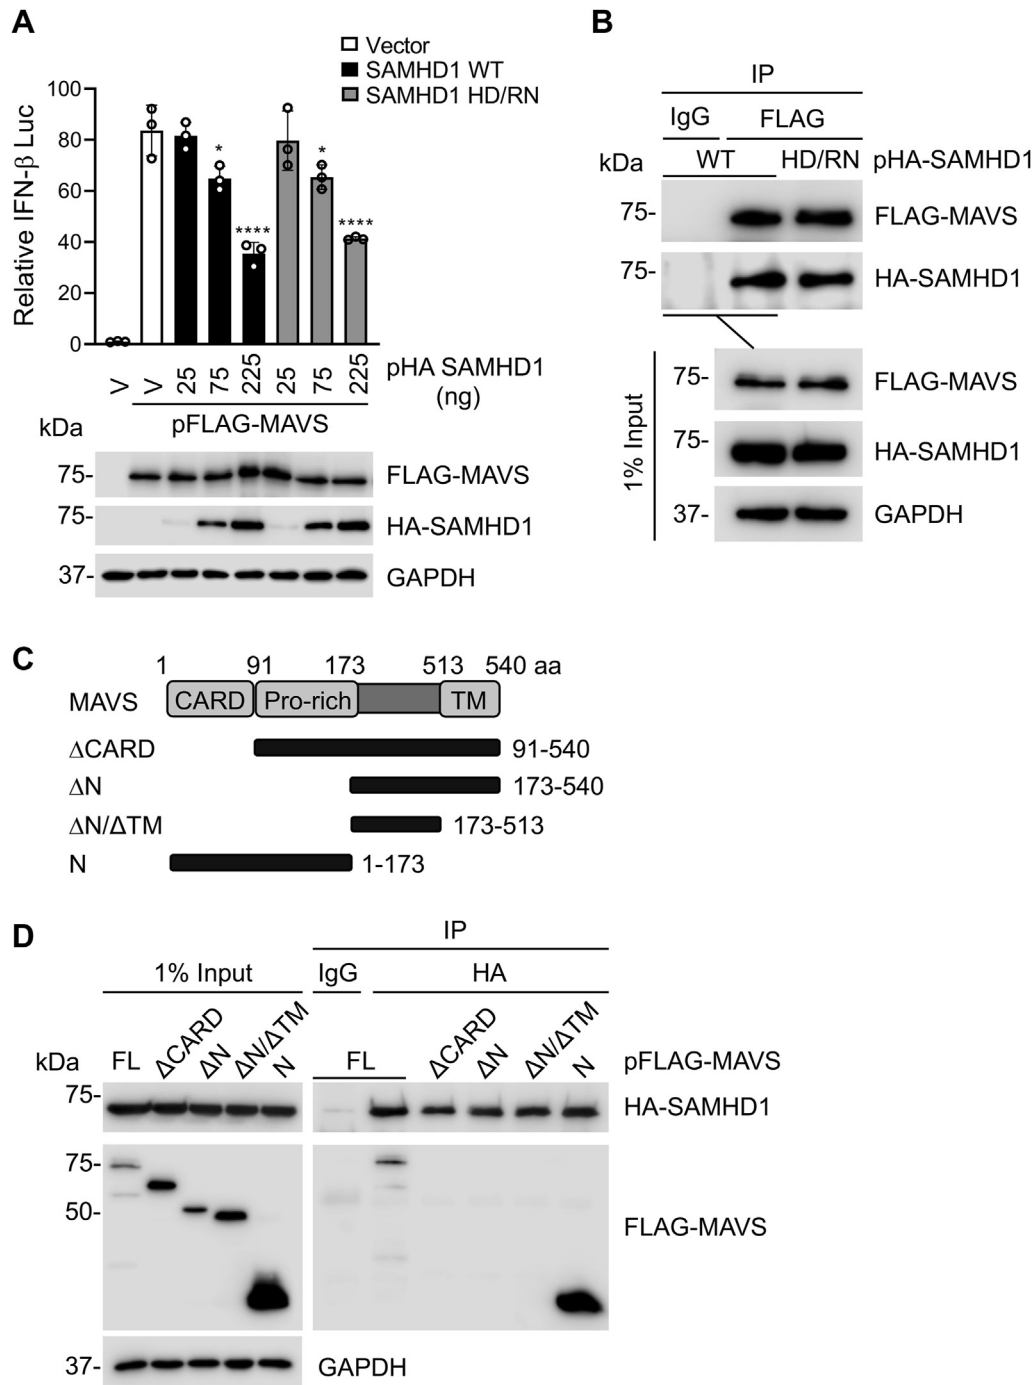 A
Vector
SAMHD1 WT
SAMHD1 HD/RN
Relative IFN-β Luc
100
80
60
40
20
0
*
****
*
****
V V 25 75 225 25 75 225
pHA SAMHD1
(ng)
pFLAG-MAVS
kDa
75- FLAG-MAVS
75- HA-SAMHD1
37- GAPDH
B
IP
IgG FLAG
kDa WT HD/RN pHA-SAMHD1
75- FLAG-MAVS
75- HA-SAMHD1
1% Input
75- FLAG-MAVS
75- HA-SAMHD1
37- GAPDH
C
1 91 173 513 540 aa
MAVS CARD Pro-rich TM
ΔCARD 91-540
ΔN 173-540
ΔN/ΔTM 173-513
N 1-173
D
IP
1% Input IgG HA
kDa FL ΔCARD ΔN ΔN/ΔTM N FL ΔCARD ΔN ΔN/ΔTM N pFLAG-MAVS
75- HA-SAMHD1
75-
50-
FLAG-MAVS
37- GAPDH